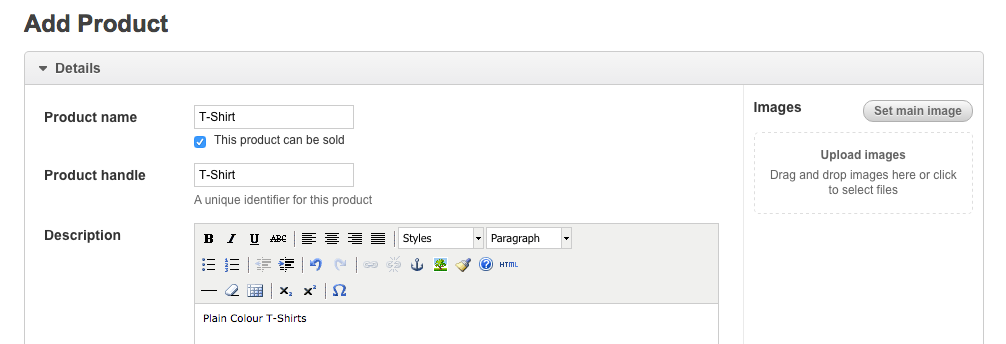 Add Product
Details
Product name
T-Shirt
This product can be sold
Product handle
T-Shirt
A unique identifier for this product
Description
B I U ABC Styles Paragraph
HTML
x₂ x² Ω
Plain Colour T-Shirts
Images
Set main image
Upload images
Drag and drop images here or click
to select files